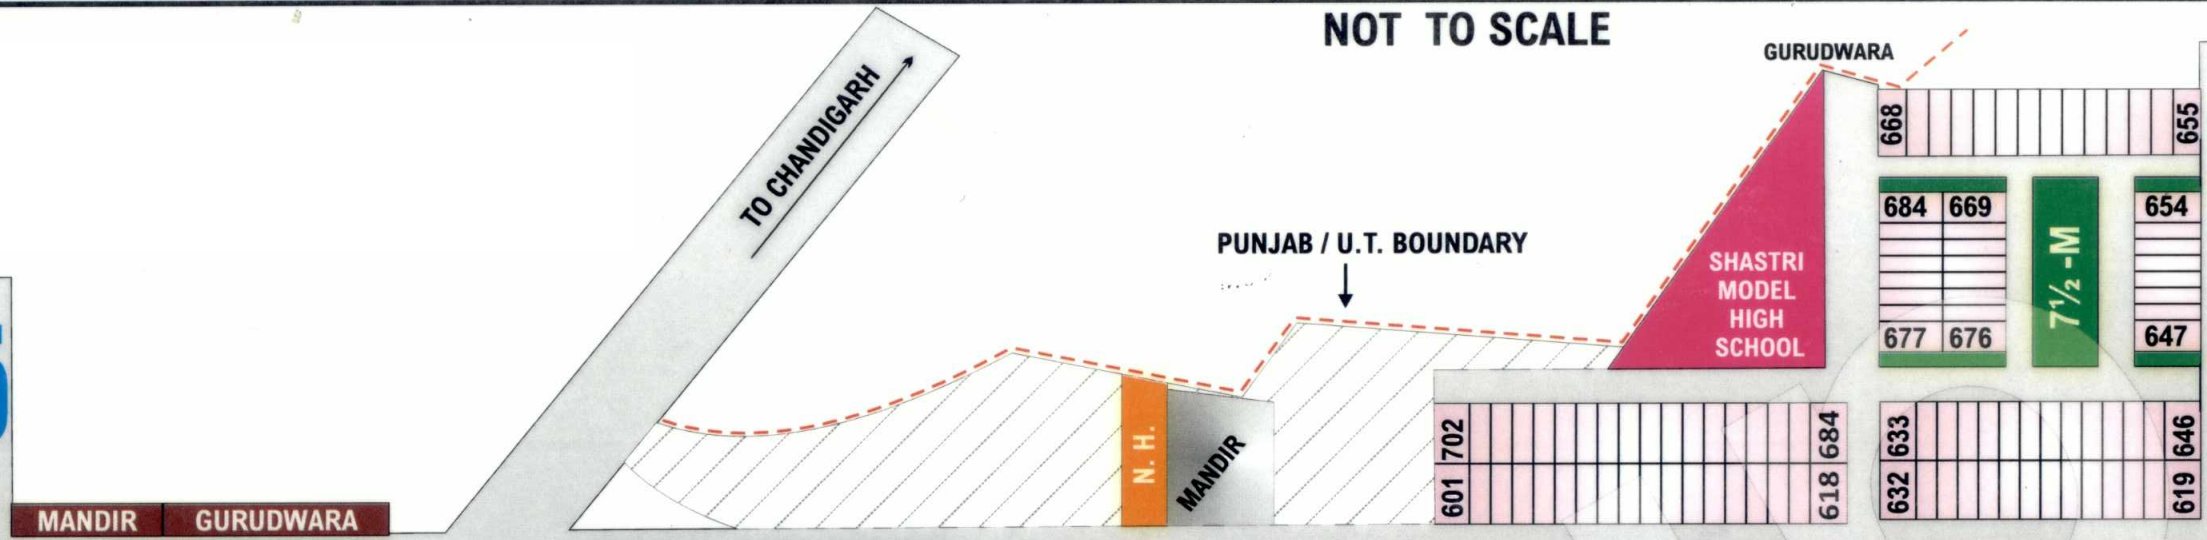 NOT TO SCALE
GURUDWARA
TO CHANDIGARH
668
655
684 669
654
7½-M
PUNJAB / U.T. BOUNDARY
SHASTRI
MODEL
HIGH
SCHOOL
677 676
647
N. H.
MANDIR
702
684
633
646
601
618
632
619
MANDIR
GURUDWARA